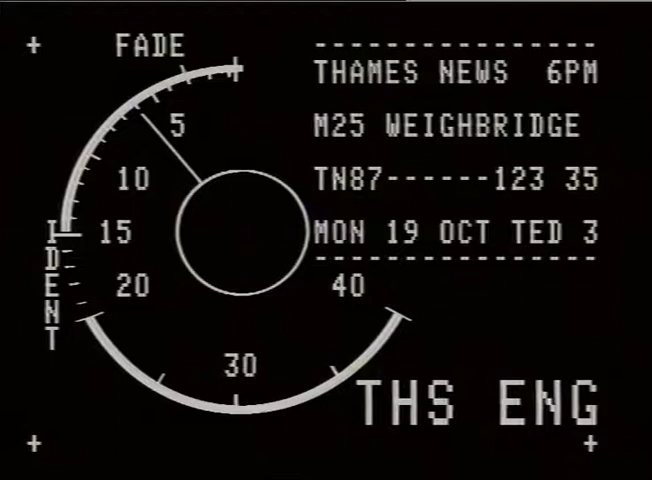 FADE
THAMES NEWS 6PM
M25 WEIGHBRIDGE
TN87------123 35
MON 19 OCT TED 3
5
10
15
20
30
40
IDENT
THS ENG